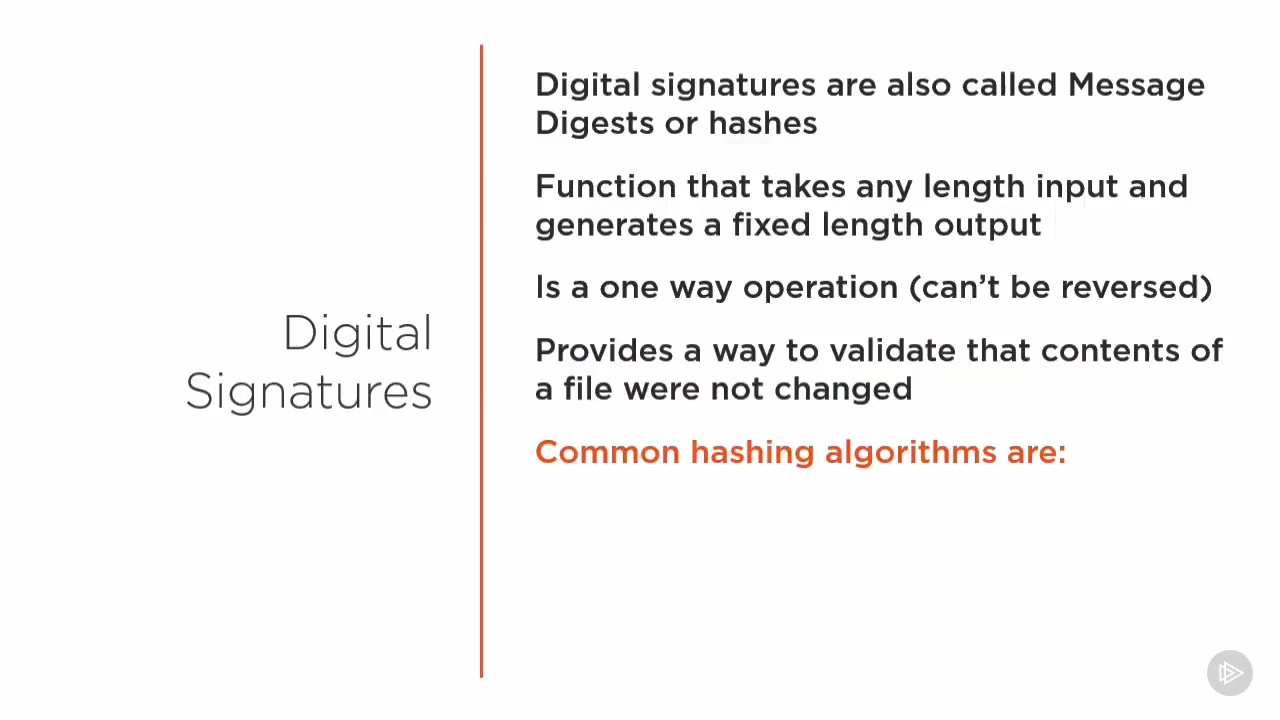 Digital
Signatures
Digital signatures are also called Message
Digests or hashes
Function that takes any length input and
generates a fixed length output
Is a one way operation (can’t be reversed)
Provides a way to validate that contents of
a file were not changed
Common hashing algorithms are: